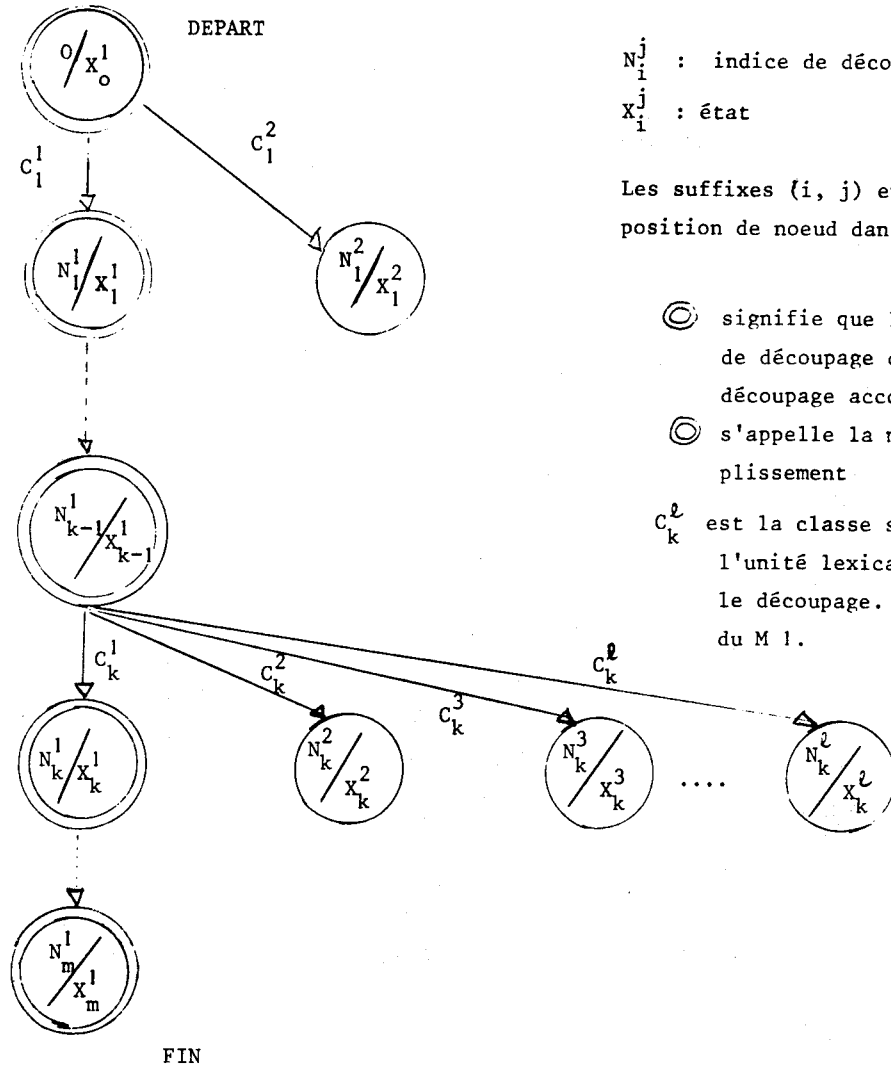 DEPART
0/X_o^1
C_1^1
C_1^2
N_1^1/X_1^1
N_1^2/X_1^2
N_{k-1}^1/X_{k-1}^1
C_k^1
C_k^2
C_k^3
C_k^ℓ
N_k^1/X_k^1
N_k^2/X_k^2
N_k^3/X_k^3
....
N_k^ℓ/X_k^ℓ
N_m^1/X_m^1
FIN
N_i^j : indice de déco
X_i^j : état
Les suffixes (i, j) e
position de noeud dan
signifie que
de découpage
découpage acco
s'appelle la
plissement
C_k^ℓ est la classe s
l'unité lexica
le découpage.
du M 1.